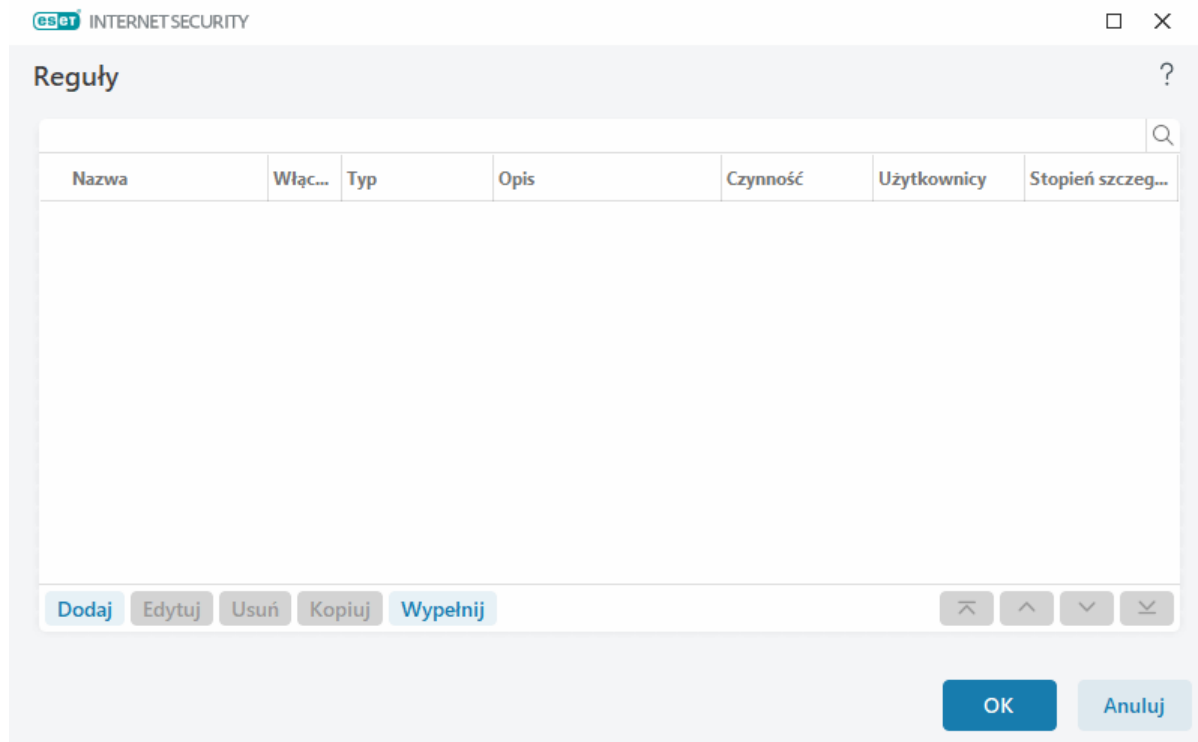 eset INTERNET SECURITY
Reguły
?
Nazwa Włąc... Typ Opis Czynność Użytkownicy Stopień szczeg...
Dodaj Edytuj Usuń Kopiuj Wypełnij
OK Anuluj